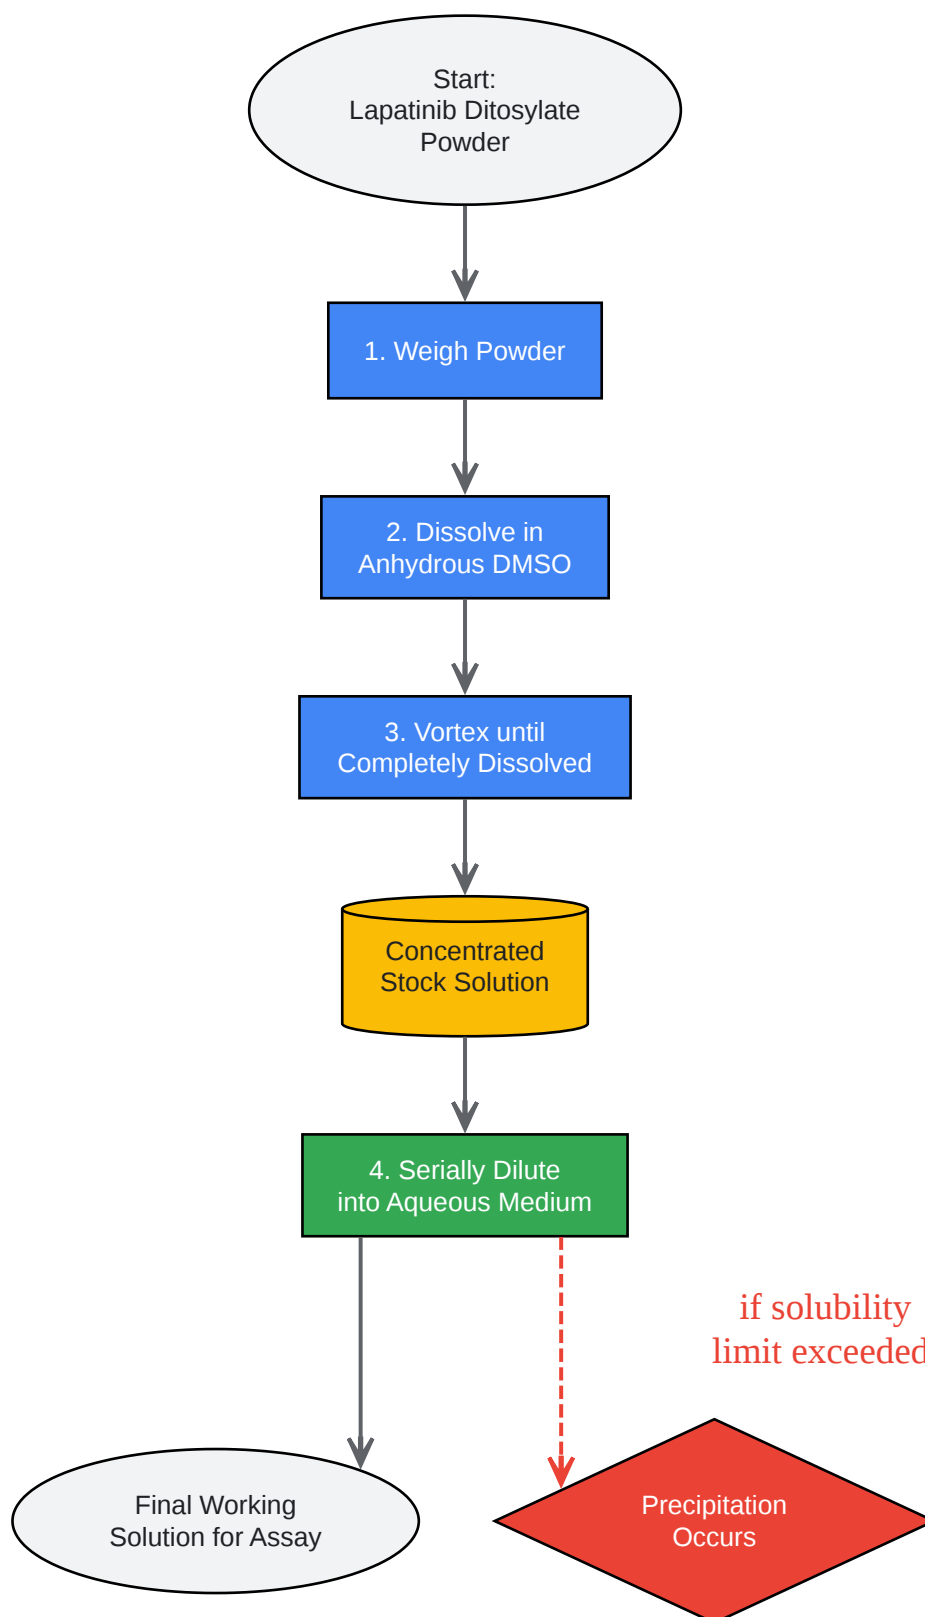 Start:
Lapatinib Ditosylate
Powder
1. Weigh Powder
2. Dissolve in
Anhydrous DMSO
3. Vortex until
Completely Dissolved
Concentrated
Stock Solution
4. Serially Dilute
into Aqueous Medium
if solubility
limit exceeded
Final Working
Solution for Assay
Precipitation
Occurs